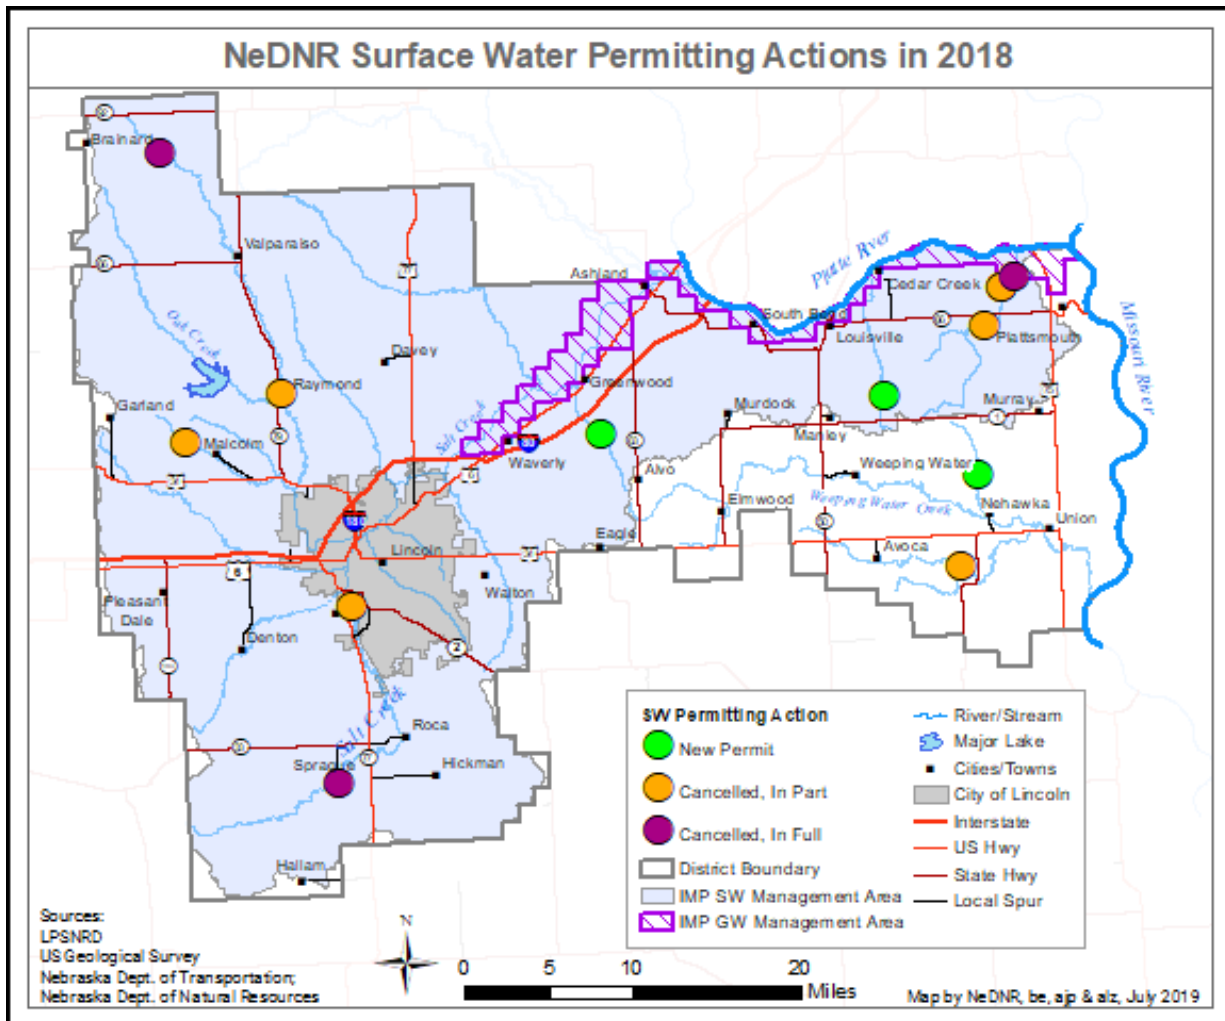 NeDNR Surface Water Permitting Actions in 2018
Brainard
Valparaiso
77
Ashland
Platte River
Cedar Creek
South Bend
Louisville
Plattsmouth
Missouri River
Oak Creek
Davey
Raymond
Greenwood
Garland
Malcolm
Salt Creek
Murdock
Murray
1
Manley
Waverly
6
Alvo
Weeping Water
Elmwood
Weeping Water Creek
Nehawka
Union
Eagle
Avoca
Lincoln
Walton
6
Pleasant
Dale
Denton
2
Salt Creek
Roca
Sprague
Hickman
Hallam
SW Permitting Action
New Permit
Cancelled, In Part
Cancelled, In Full
District Boundary
IMP SW Management Area
IMP GW Management Area
River/Stream
Major Lake
Cities/Towns
City of Lincoln
Interstate
US Hwy
State Hwy
Local Spur
Sources:
LPSNRD
US Geological Survey
Nebraska Dept. of Transportation;
Nebraska Dept. of Natural Resources
N
0 5 10 20
Miles
Map by NeDNR, be, ajp & alz, July 2019